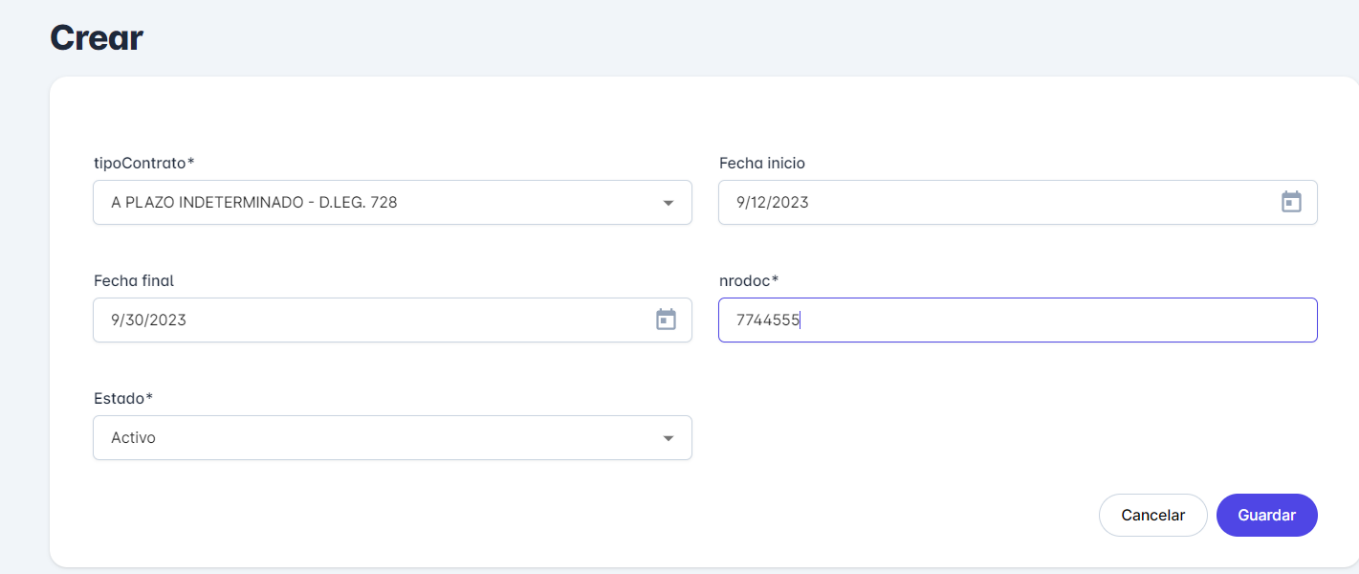 Crear
tipoContrato*
Fecha inicio
A PLAZO INDETERMINADO - D.LEG. 728
9/12/2023
Fecha final
nrodoc*
9/30/2023
7744555
Estado*
Activo
Cancelar
Guardar